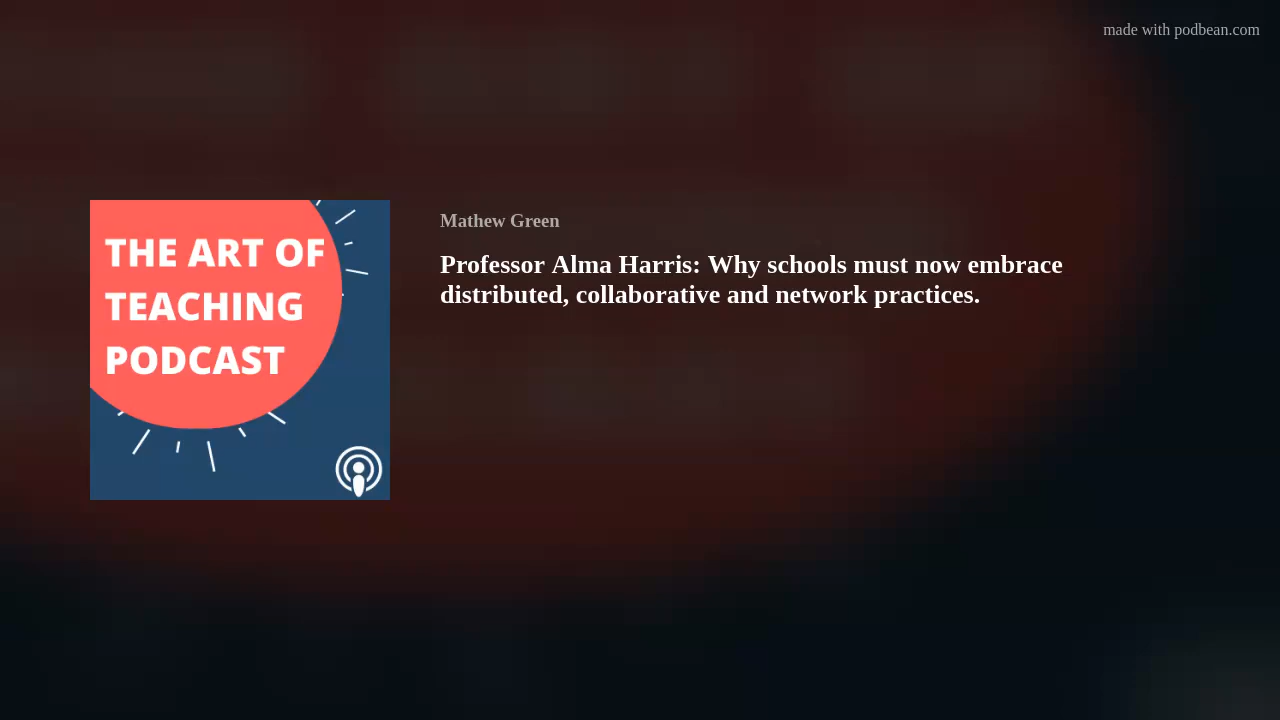 made with podbean.com
THE ART OF
TEACHING
PODCAST
Mathew Green
Professor Alma Harris: Why schools must now embrace
distributed, collaborative and network practices.